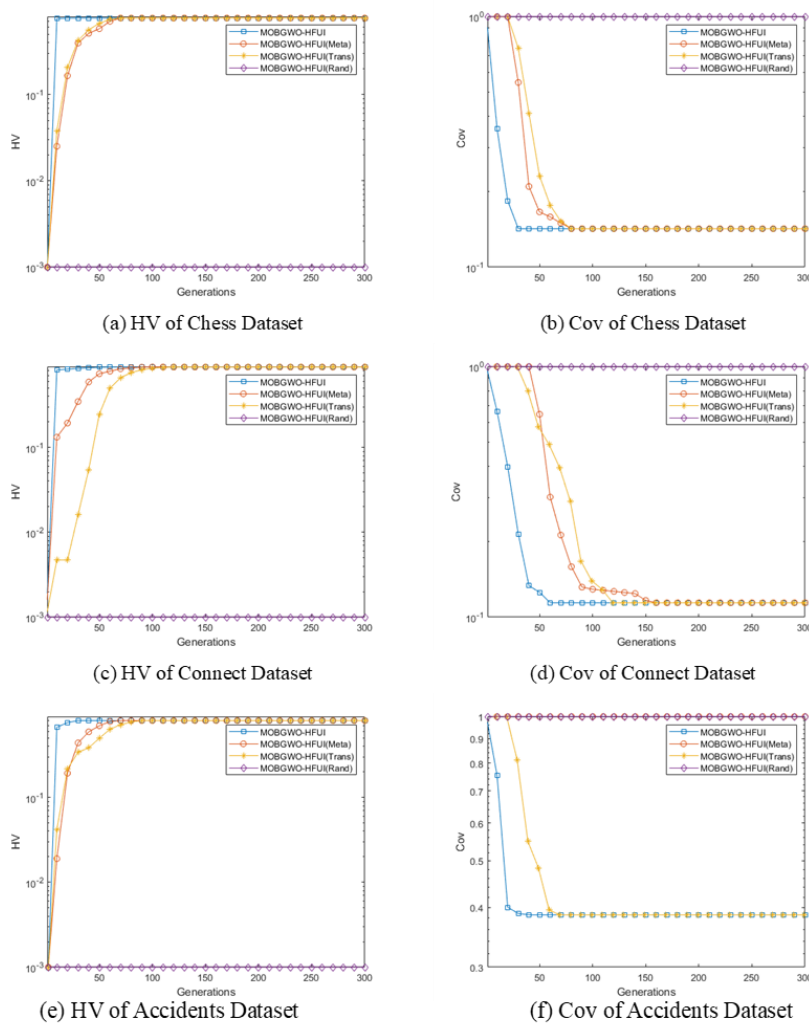 HV
10^-1
10^-2
10^-3
50
100
150
200
250
300
Generations
MOBGWO-HFUI
MOBGWO-HFUI(Meta)
MOBGWO-HFUI(Trans)
MOBGWO-HFUI(Rand)
(a) HV of Chess Dataset
Cov
10^0
10^-1
50
100
150
200
250
300
Generations
MOBGWO-HFUI
MOBGWO-HFUI(Meta)
MOBGWO-HFUI(Trans)
MOBGWO-HFUI(Rand)
(b) Cov of Chess Dataset
HV
10^-1
10^-2
10^-3
50
100
150
200
250
300
Generations
MOBGWO-HFUI
MOBGWO-HFUI(Meta)
MOBGWO-HFUI(Trans)
MOBGWO-HFUI(Rand)
(c) HV of Connect Dataset
Cov
10^0
10^-1
50
100
150
200
250
300
Generations
MOBGWO-HFUI
MOBGWO-HFUI(Meta)
MOBGWO-HFUI(Trans)
MOBGWO-HFUI(Rand)
(d) Cov of Connect Dataset
HV
10^-1
10^-2
10^-3
50
100
150
200
250
300
Generations
MOBGWO-HFUI
MOBGWO-HFUI(Meta)
MOBGWO-HFUI(Trans)
MOBGWO-HFUI(Rand)
(e) HV of Accidents Dataset
Cov
1
0.9
0.8
0.7
0.6
0.5
0.4
0.3
50
100
150
200
250
300
Generations
MOBGWO-HFUI
MOBGWO-HFUI(Meta)
MOBGWO-HFUI(Trans)
MOBGWO-HFUI(Rand)
(f) Cov of Accidents Dataset